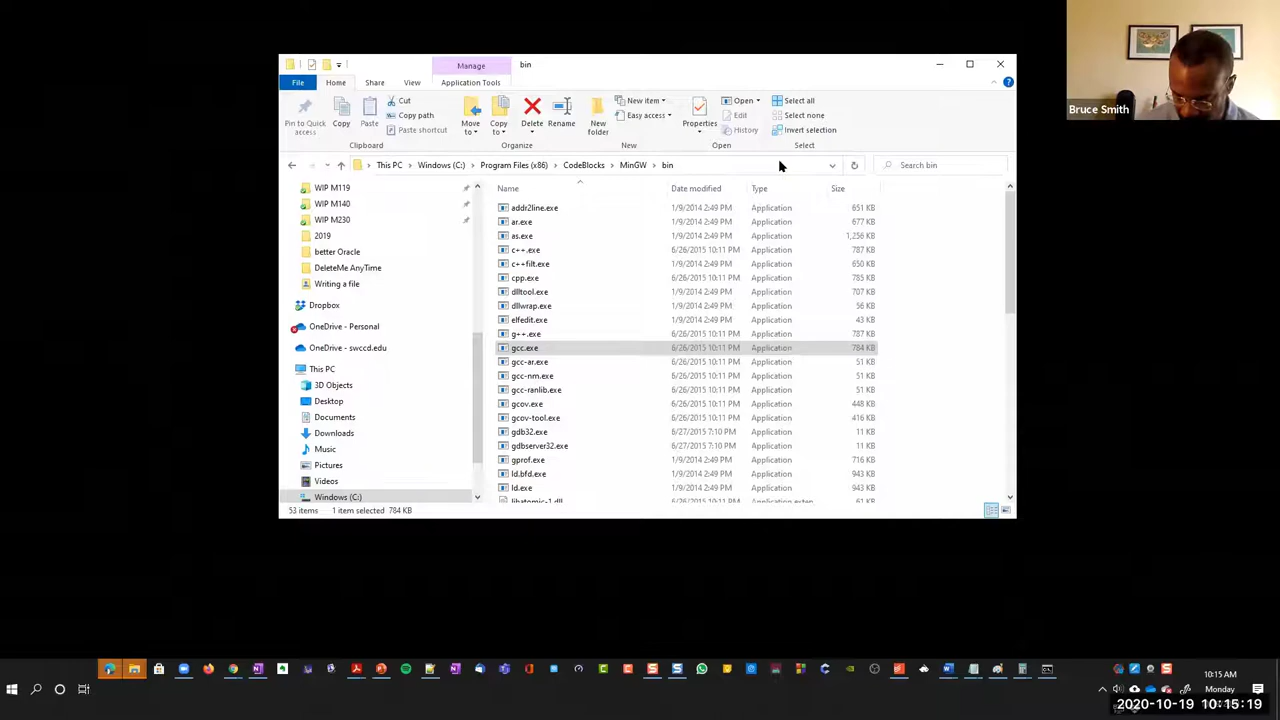 bin
Manage
File
Home
Share
View
Application Tools
Pin to Quick access
Copy
Paste
Cut
Copy path
Paste shortcut
Clipboard
Move to
Copy to
Delete
Rename
Organize
New folder
New item
Easy access
New
Properties
Open
Edit
History
Open
Select all
Select none
Invert selection
Select
This PC > Windows (C:) > Program Files (x86) > CodeBlocks > MinGW > bin
Search bin
WIP M119
WIP M140
WIP M230
2019
better Oracle
DeleteMe AnyTime
Writing a file
Dropbox
OneDrive - Personal
OneDrive - swccd.edu
This PC
3D Objects
Desktop
Documents
Downloads
Music
Pictures
Videos
Windows (C:)
Name Date modified Type Size
addr2line.exe 1/9/2014 2:49 PM Application 651 KB
ar.exe 1/9/2014 2:49 PM Application 677 KB
as.exe 1/9/2014 2:49 PM Application 1,256 KB
c++.exe 6/26/2015 10:11 PM Application 787 KB
c++filt.exe 1/9/2014 2:49 PM Application 650 KB
cpp.exe 6/26/2015 10:11 PM Application 785 KB
dlltool.exe 1/9/2014 2:49 PM Application 707 KB
dllwrap.exe 1/9/2014 2:49 PM Application 56 KB
elfedit.exe 1/9/2014 2:49 PM Application 43 KB
g++.exe 6/26/2015 10:11 PM Application 787 KB
gcc.exe 6/26/2015 10:11 PM Application 784 KB
gcc-ar.exe 6/26/2015 10:11 PM Application 51 KB
gcc-nm.exe 6/26/2015 10:11 PM Application 51 KB
gcc-ranlib.exe 6/26/2015 10:11 PM Application 51 KB
gcov.exe 6/26/2015 10:11 PM Application 448 KB
gcov-tool.exe 6/26/2015 10:11 PM Application 416 KB
gdb32.exe 6/27/2015 7:10 PM Application 11 KB
gdbserver32.exe 6/27/2015 7:10 PM Application 11 KB
gprof.exe 1/9/2014 2:49 PM Application 716 KB
ld.bfd.exe 1/9/2014 2:49 PM Application 943 KB
ld.exe 1/9/2014 2:49 PM Application 943 KB
libatomic-1.dll 6/26/2015 10:11 PM Application exten 61 KB
53 items 1 item selected 784 KB
Bruce Smith
10:15 AM
Monday
2020-10-19 10:15:19